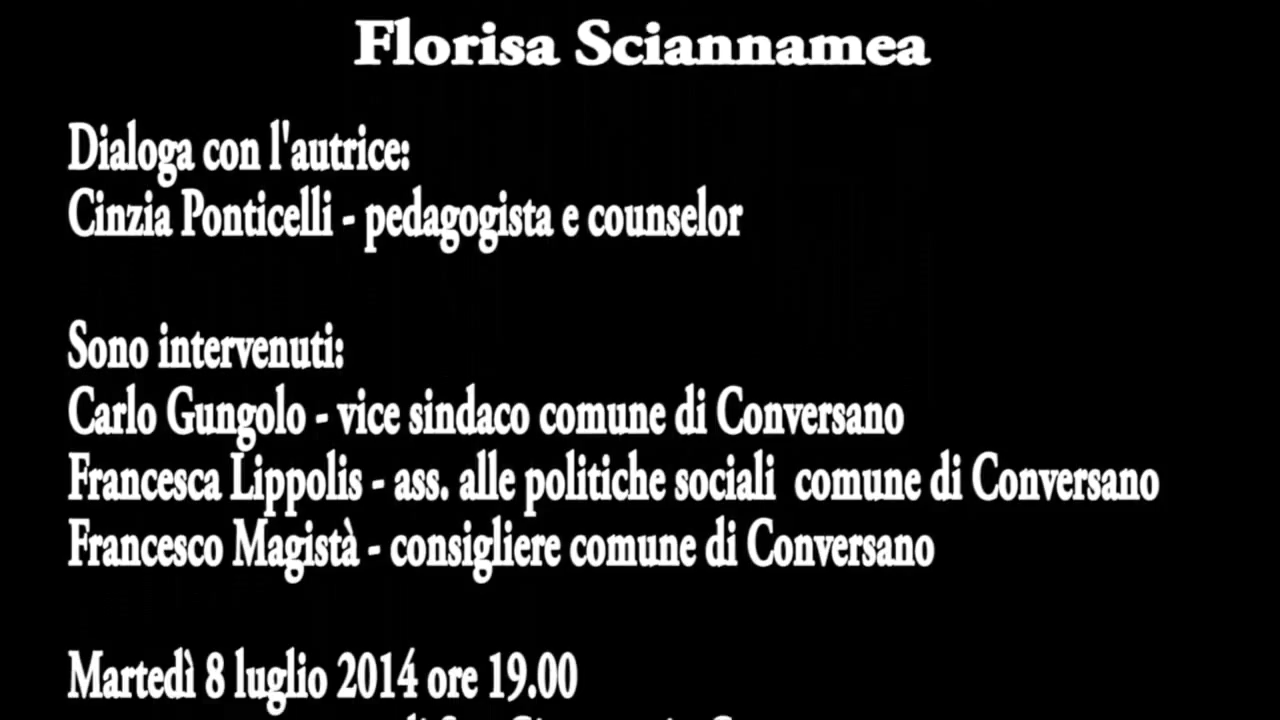 Florisa Sciannamea
Dialoga con l'autrice:
Cinzia Ponticelli - pedagogista e counselor
Sono intervenuti:
Carlo Gungolo - vice sindaco comune di Conversano
Francesca Lippolis - ass. alle politiche sociali comune di Conversano
Francesco Magistà - consigliere comune di Conversano
Martedì 8 luglio 2014 ore 19.00